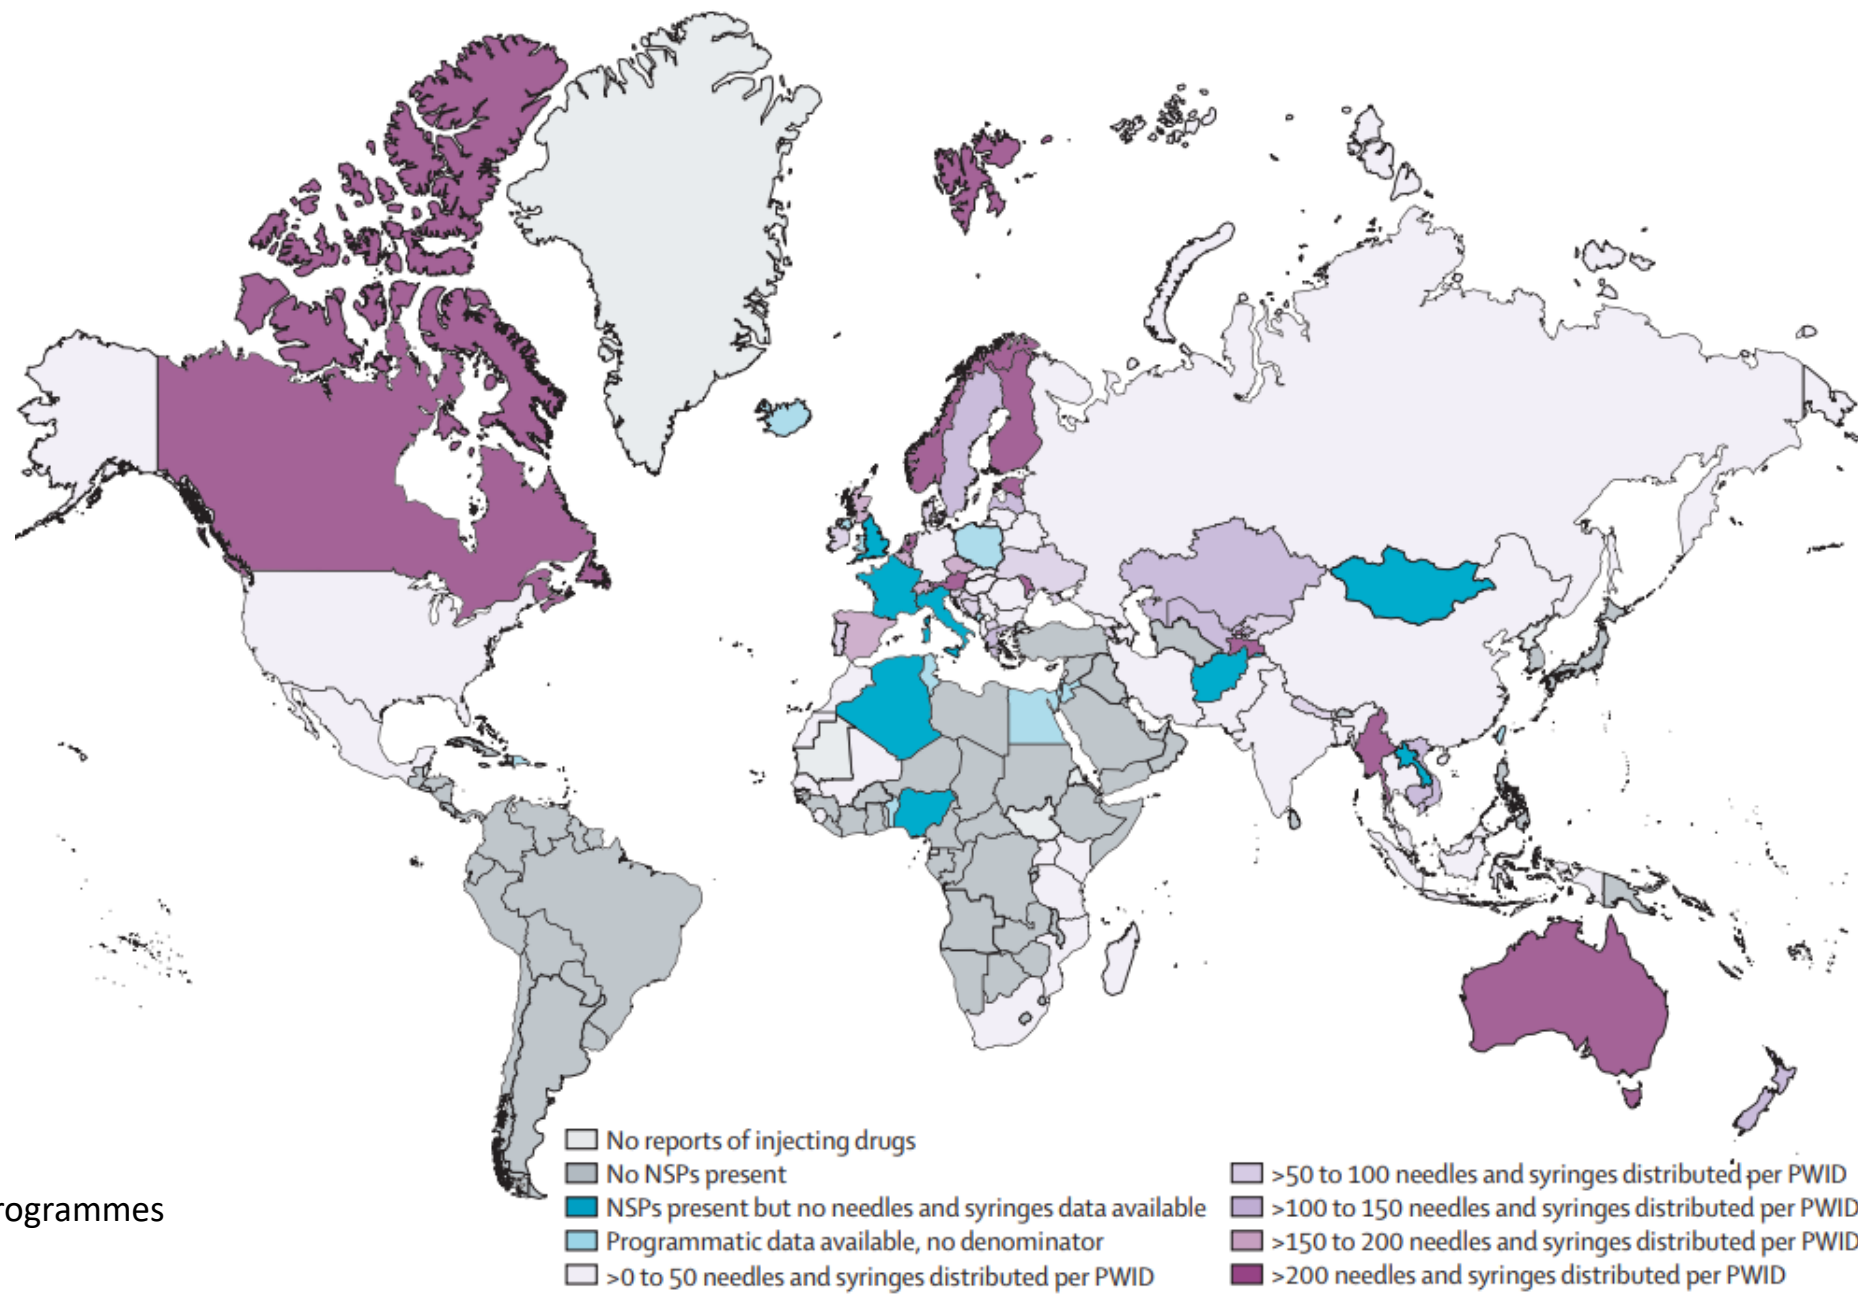 No reports of injecting drugs
No NSPs present
NSPs present but no needles and syringes data available
Programmatic data available, no denominator
>0 to 50 needles and syringes distributed per PWID
>50 to 100 needles and syringes distributed per PWID
>100 to 150 needles and syringes distributed per PWID
>150 to 200 needles and syringes distributed per PWID
>200 needles and syringes distributed per PWID
rogrammes